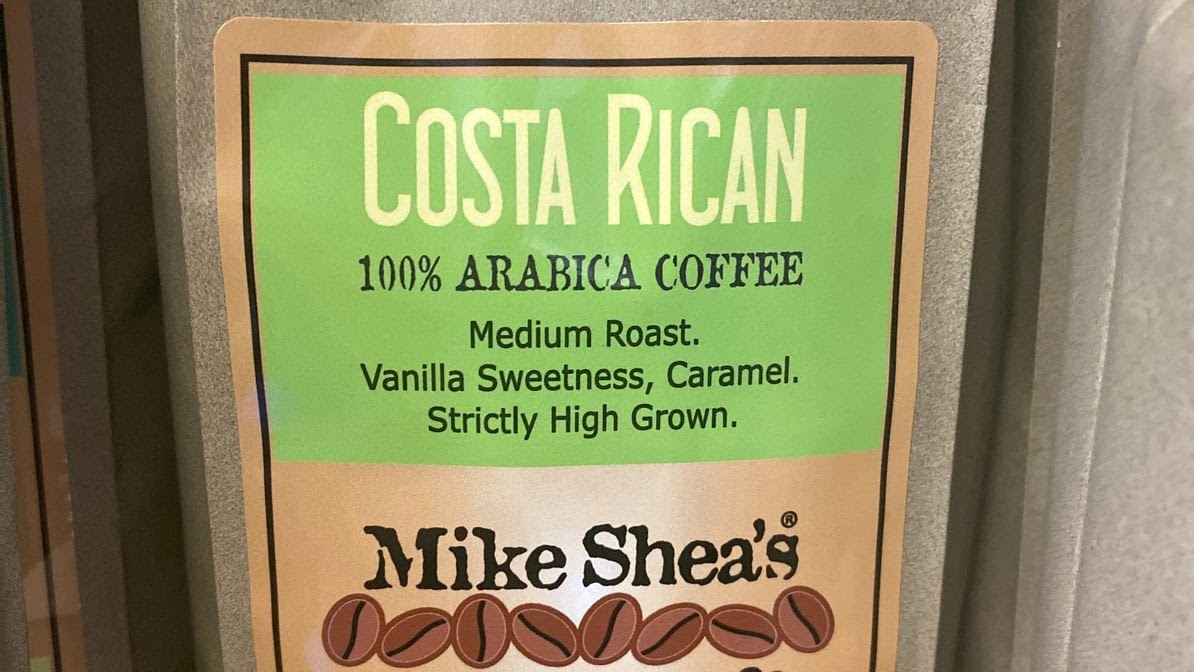 COSTA RICAN
100% ARABICA COFFEE
Medium Roast.
Vanilla Sweetness, Caramel.
Strictly High Grown.
Mike Shea's®